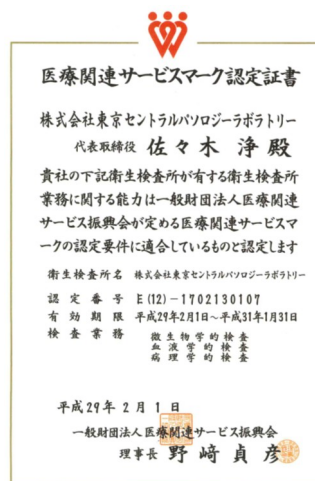 医療関連サービスマーク認定証書
株式会社東京セントラルパソロジーラボラトリー
代表取締役 佐々木 浄 殿
貴社の下記衛生検査所が有する衛生検査所
業務に関する能力は一般財団法人医療関連
サービス振興会が定める医療関連サービスマ
ークの認定要件に適合しているものと認定します
衛生検査所名 株式会社東京セントラルパソロジーラボラトリー
認定番号 E(12)-1702130107
有効期限 平成29年2月1日~平成31年1月31日
検査業務 微生物学的検査
血液学的検査
病理学的検査
平成29年 2月 1日
一般財団法人医療関連サービス振興会
理事長 野﨑貞彦